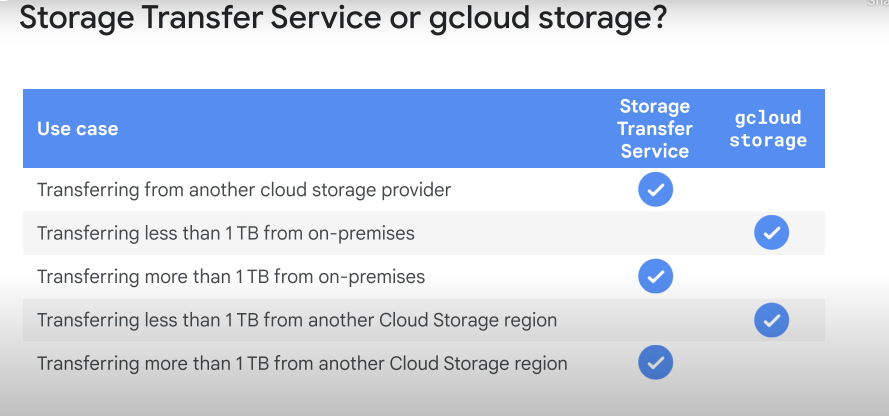 Storage Transfer Service or gcloud storage?
Use case
Storage
Transfer
Service
gcloud
storage
Transferring from another cloud storage provider
Transferring less than 1 TB from on-premises
Transferring more than 1 TB from on-premises
Transferring less than 1 TB from another Cloud Storage region
Transferring more than 1 TB from another Cloud Storage region